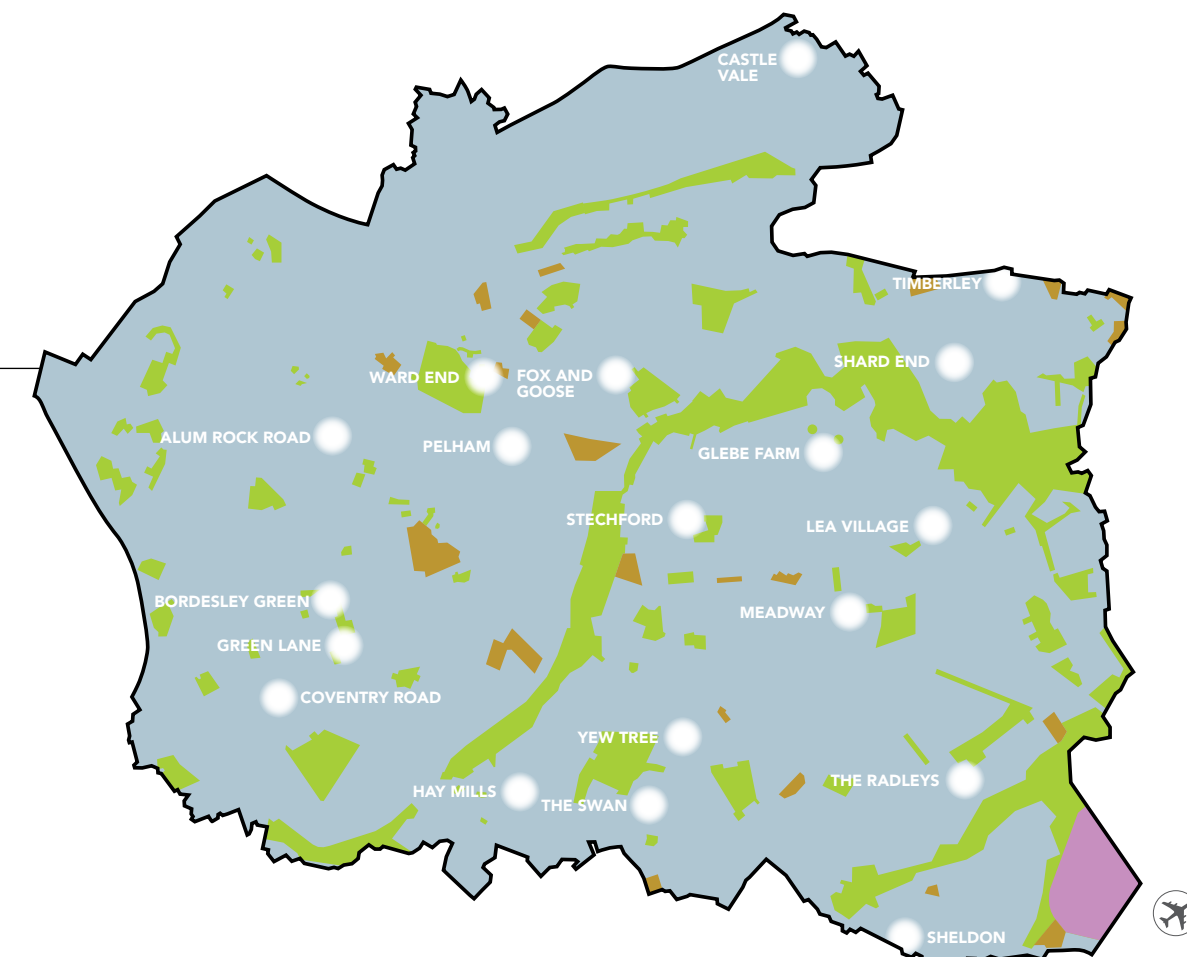 CASTLE
VALE
TIMBERLEY
SHARD END
WARD END
FOX AND
GOOSE
ALUM ROCK ROAD
PELHAM
GLEBE FARM
STECHFORD
LEA VILLAGE
BORDESLEY GREEN
MEADWAY
GREEN LANE
COVENTRY ROAD
YEW TREE
THE RADLEYS
HAY MILLS
THE SWAN
SHELDON